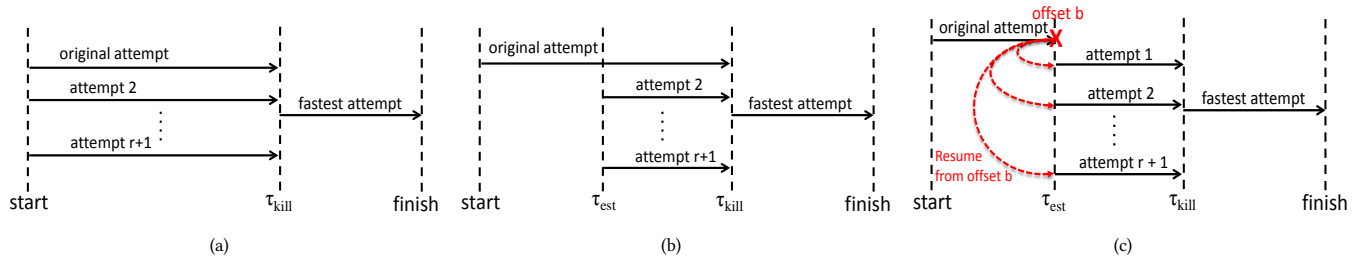 original attempt
attempt 2
fastest attempt
attempt r+1
start
τkill
finish
(a)
original attempt
attempt 2
fastest attempt
attempt r+1
start
τest
τkill
finish
(b)
offset b
original attempt
X
attempt 1
attempt 2
fastest attempt
Resume
from offset b
attempt r + 1
start
τest
τkill
finish
(c)